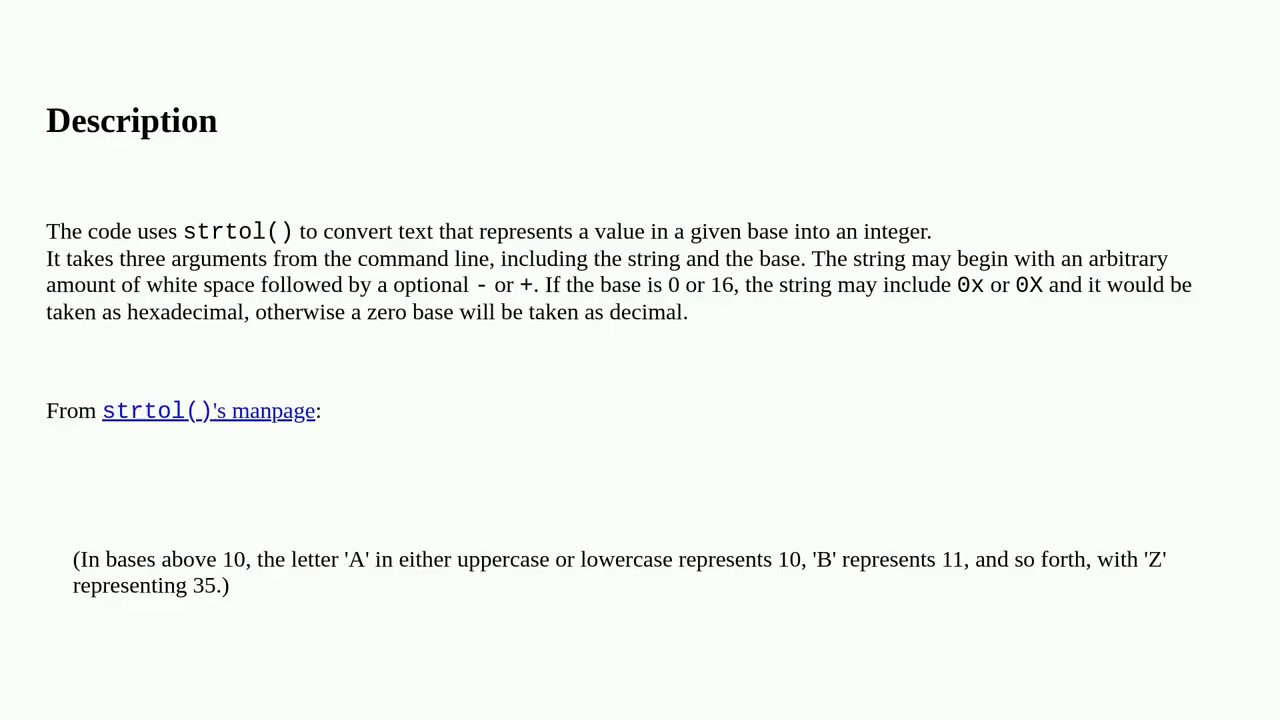 Description
The code uses strtol() to convert text that represents a value in a given base into an integer.
It takes three arguments from the command line, including the string and the base. The string may begin with an arbitrary
amount of white space followed by a optional - or +. If the base is 0 or 16, the string may include 0x or 0X and it would be
taken as hexadecimal, otherwise a zero base will be taken as decimal.
From strtol()'s manpage:
(In bases above 10, the letter 'A' in either uppercase or lowercase represents 10, 'B' represents 11, and so forth, with 'Z'
representing 35.)